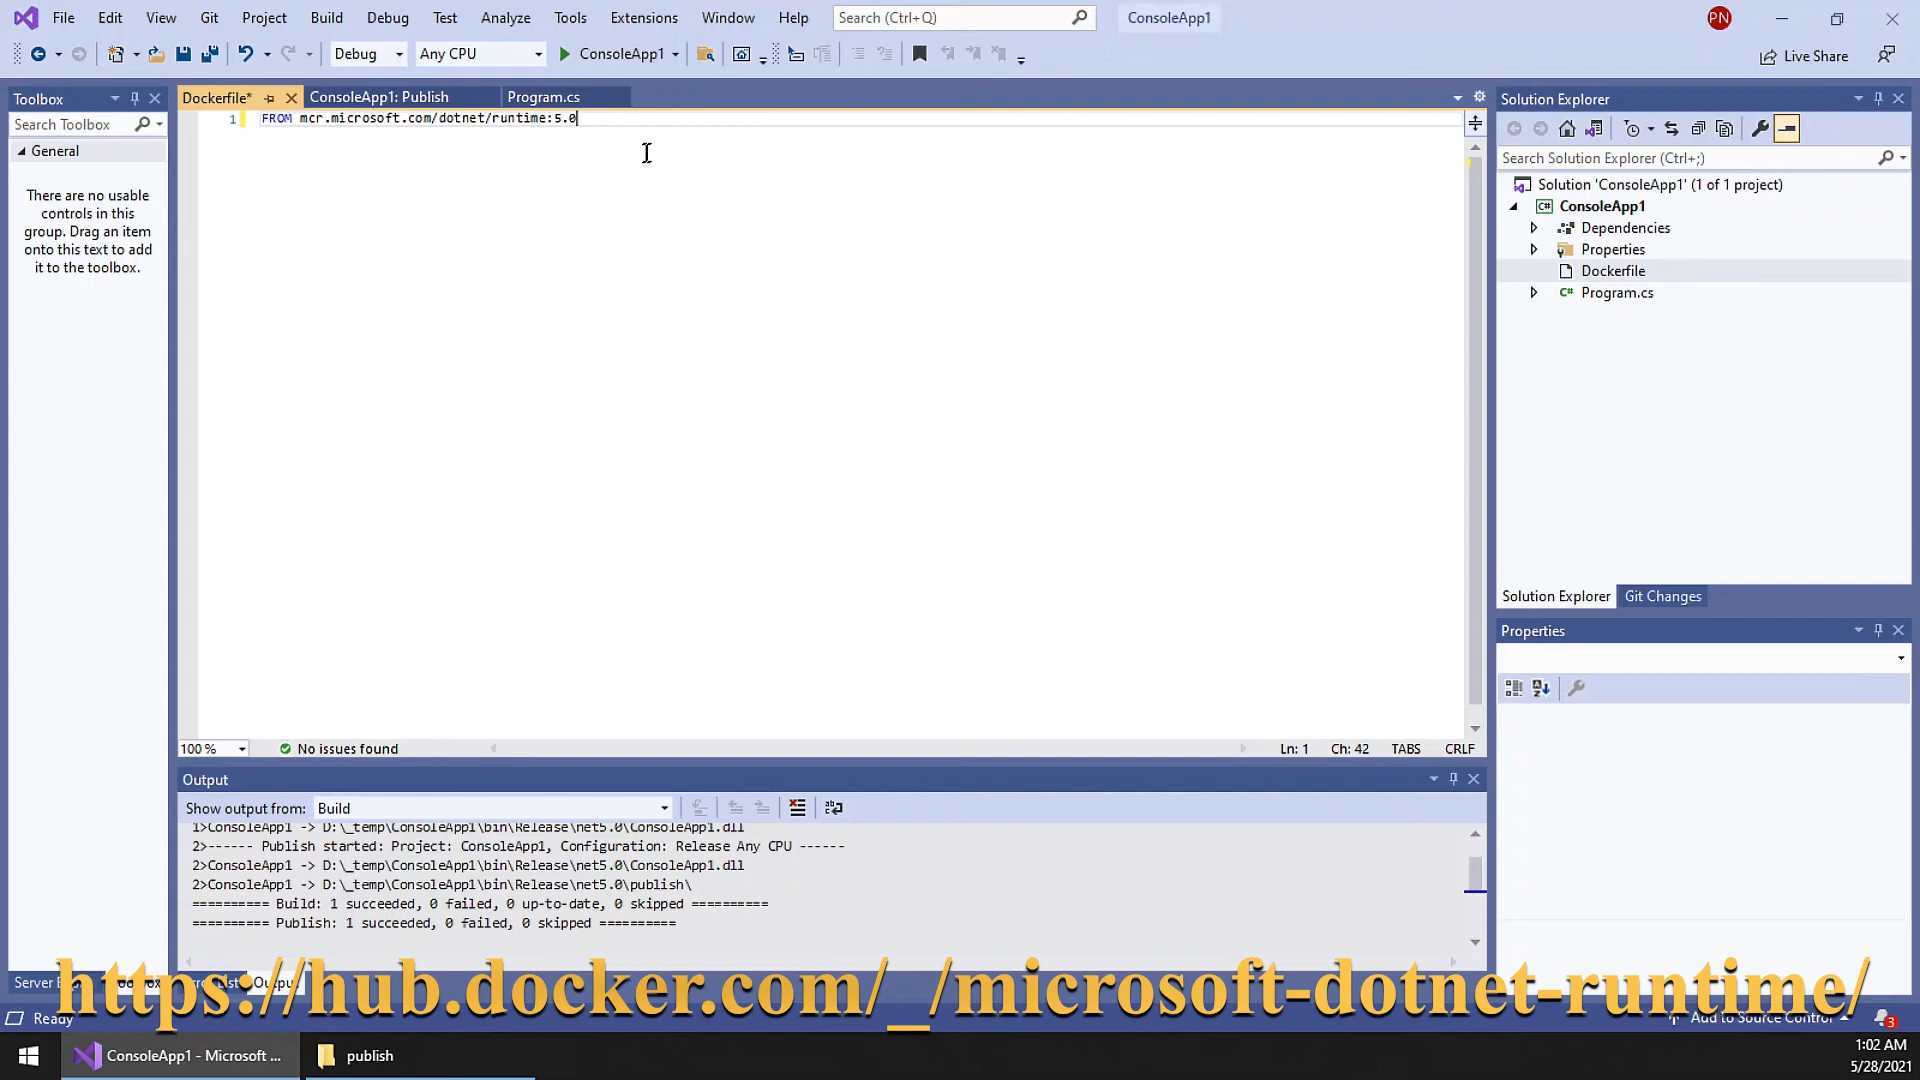 File Edit View Git Project Build Debug Test Analyze Tools Extensions Window Help Search (Ctrl+Q) ConsoleApp1 PN
Debug Any CPU ConsoleApp1 Live Share
Toolbox
Search Toolbox
General
There are no usable
controls in this
group. Drag an item
onto this text to add
it to the toolbox.
Dockerfile* ConsoleApp1: Publish Program.cs
1 FROM mcr.microsoft.com/dotnet/runtime:5.0
100 % No issues found Ln: 1 Ch: 42 TABS CRLF
Output
Show output from: Build
1>ConsoleApp1 -> D:\_temp\ConsoleApp1\bin\Release\net5.0\ConsoleApp1.dll
2>------ Publish started: Project: ConsoleApp1, Configuration: Release Any CPU ------
2>ConsoleApp1 -> D:\_temp\ConsoleApp1\bin\Release\net5.0\ConsoleApp1.dll
2>ConsoleApp1 -> D:\_temp\ConsoleApp1\bin\Release\net5.0\publish\
========== Build: 1 succeeded, 0 failed, 0 up-to-date, 0 skipped ==========
========== Publish: 1 succeeded, 0 failed, 0 skipped ==========
Solution Explorer
Search Solution Explorer (Ctrl+;)
Solution 'ConsoleApp1' (1 of 1 project)
C# ConsoleApp1
Dependencies
Properties
Dockerfile
C# Program.cs
Solution Explorer Git Changes
Properties
https://hub.docker.com/_/microsoft-dotnet-runtime/
Ready Add to Source Control 3
ConsoleApp1 - Microsoft ... publish
1:02 AM
5/28/2021